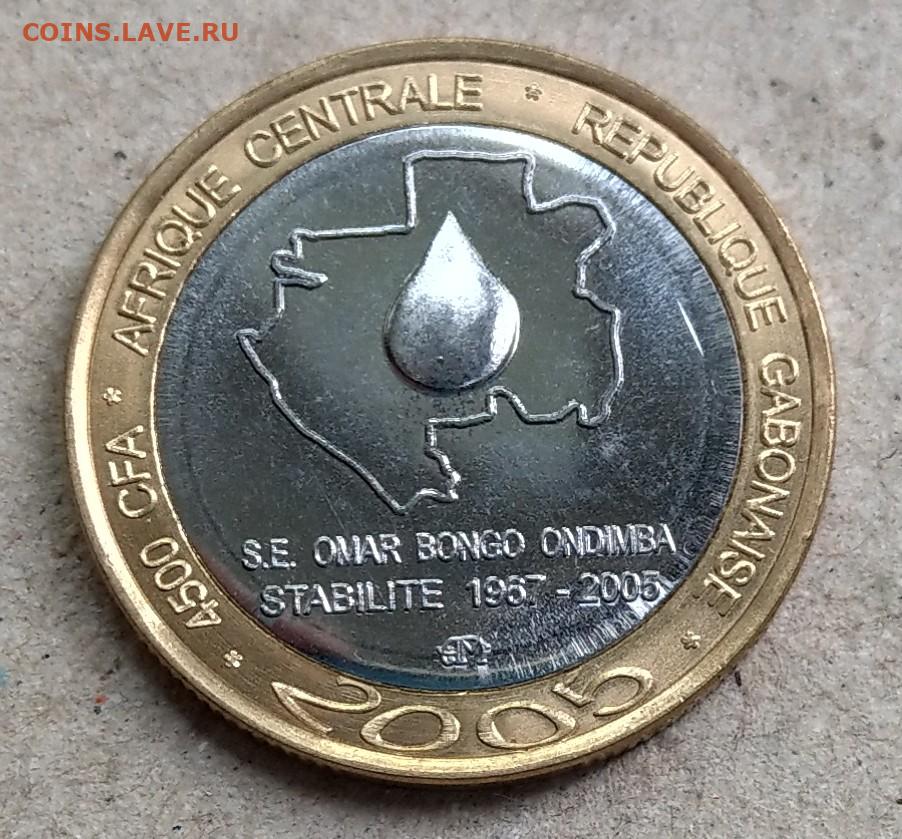 COINS.LAVE.RU
4500 CFA * AFRIQUE CENTRALE * REPUBLIQUE GABONAISE *
S.E. OMAR BONGO ONDIMBA
STABILITE 1967 - 2005
* 2005